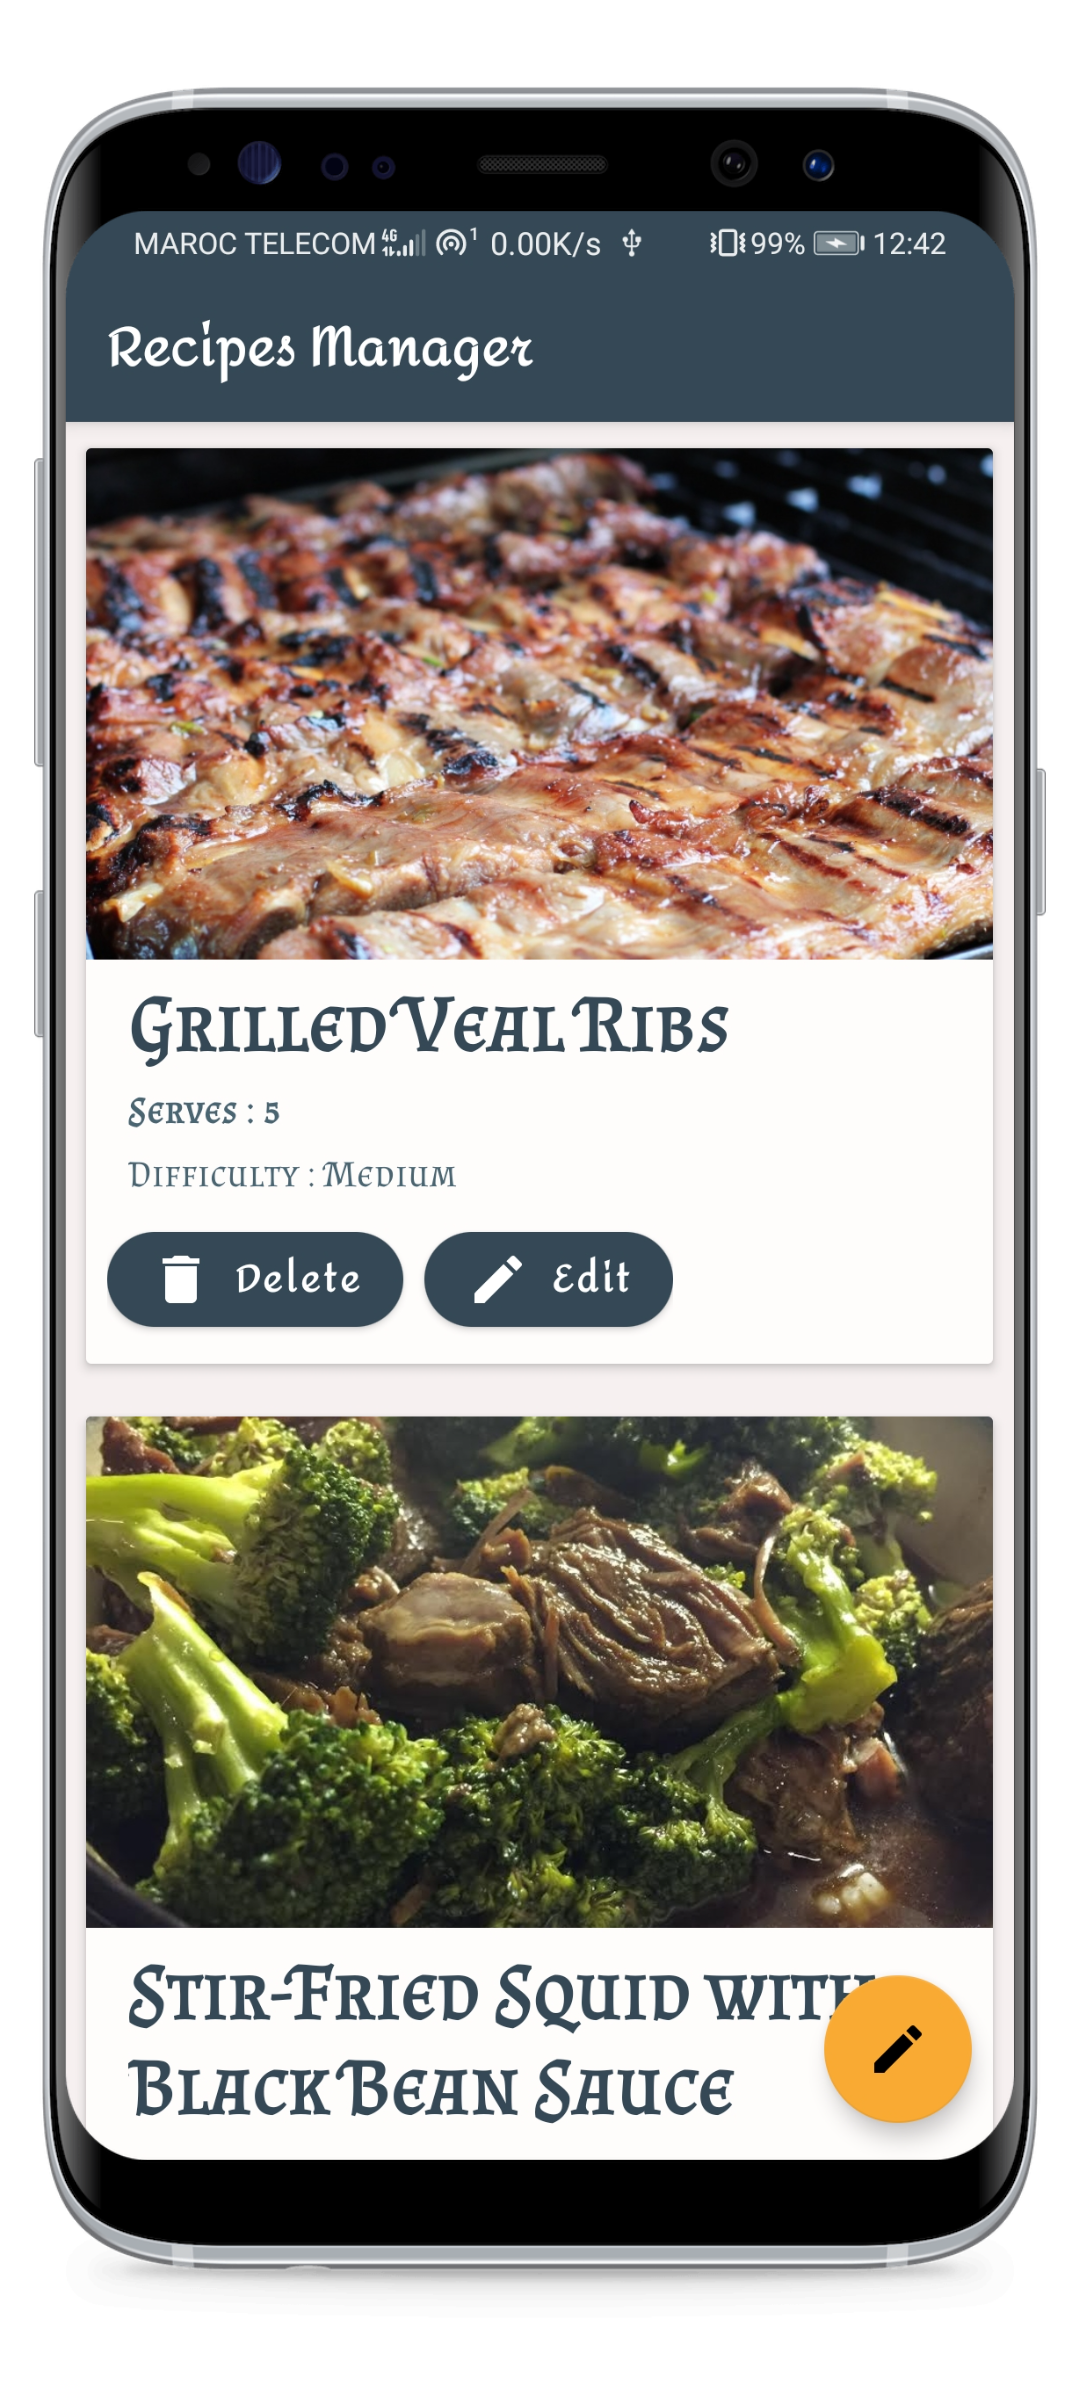 MAROC TELECOM 4G 1 0.00K/s 99% 12:42
Recipes Manager
Grilled Veal Ribs
Serves : 5
Difficulty : Medium
Delete Edit
Stir-Fried Squid with
Black Bean Sauce